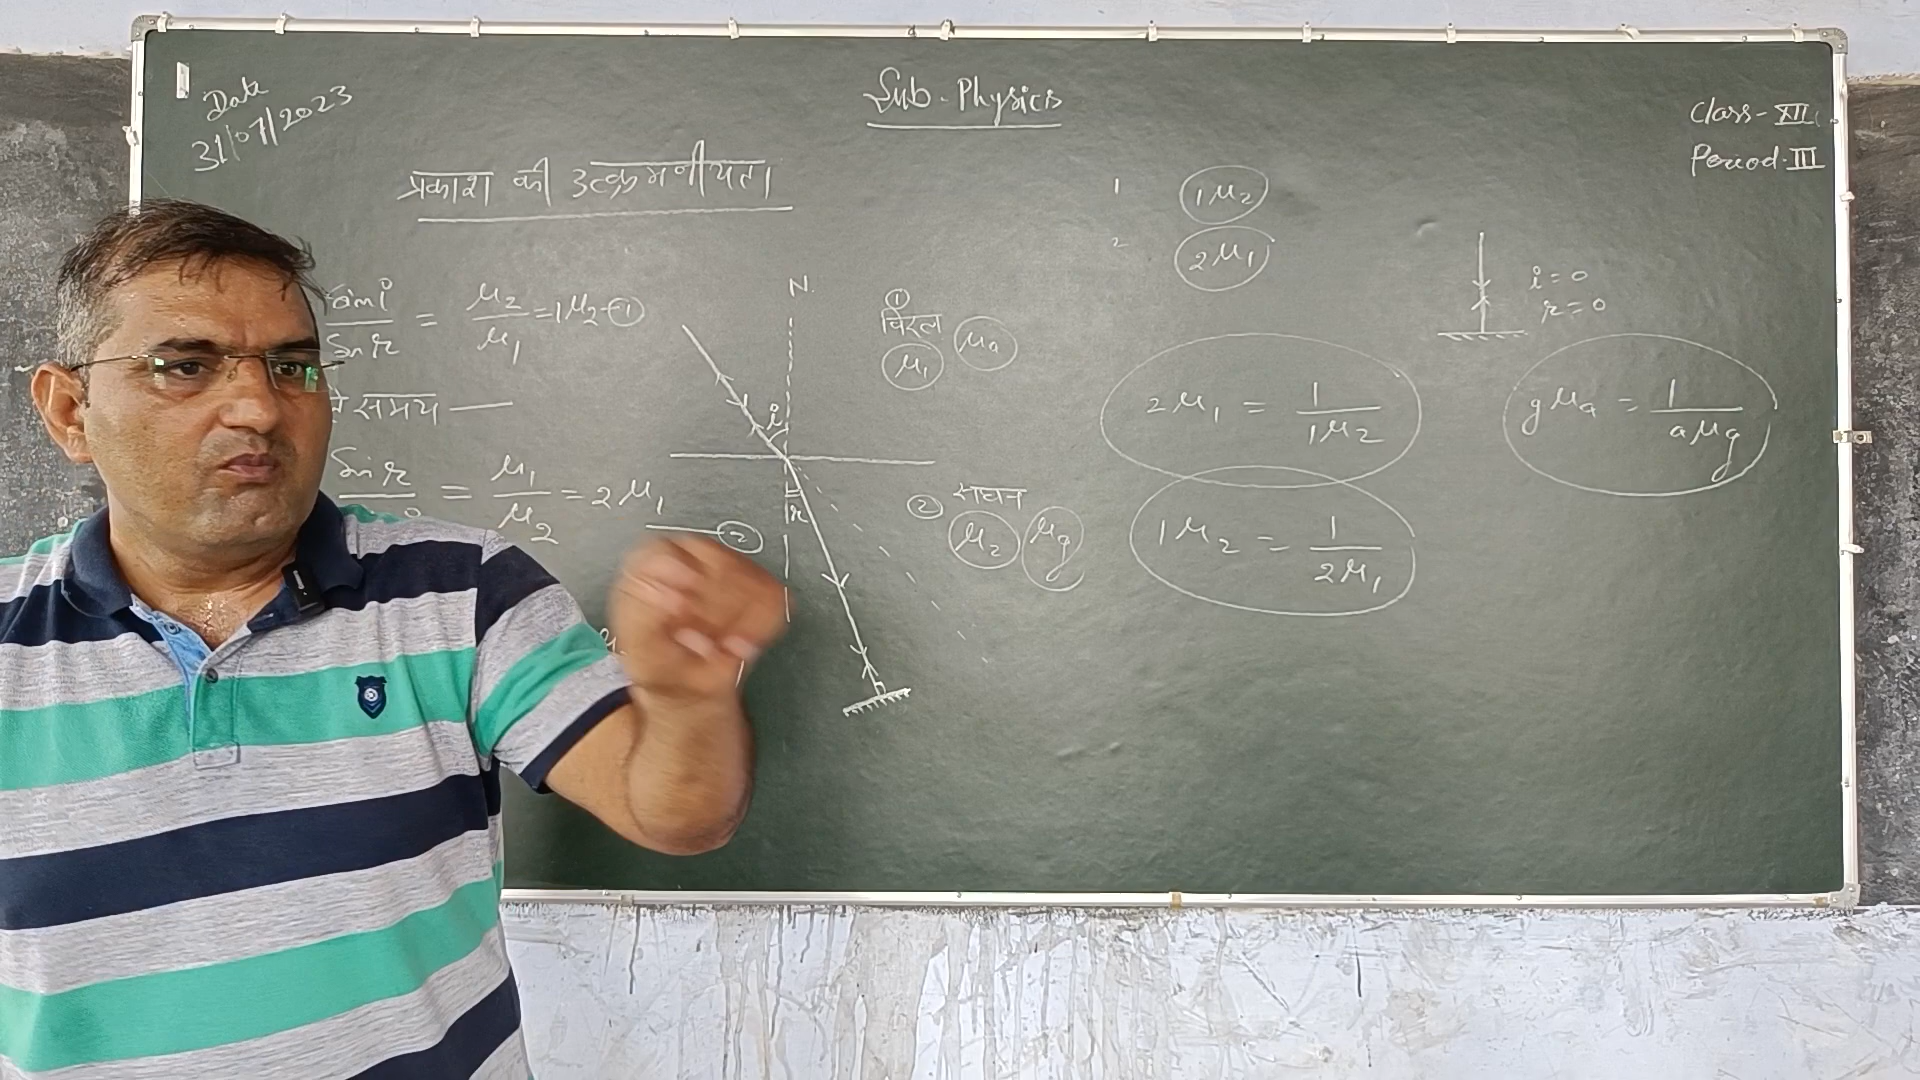 Date
31/07/2023
Sub - Physics
Class - XII
Period - III
प्रकाश की उत्क्रमणीयता
sin i / sin r = μ2 / μ1 = 1μ2 - ①
समय —
sin r / = μ1 / μ2 = 2μ1 — ②
N
i
r
①
विरल
μ1 μa
② सघन
μ2 μg
1 1μ2
2 2μ1
i = 0
r = 0
2μ1 = 1 / 1μ2
gμa = 1 / aμg
1μ2 = 1 / 2μ1